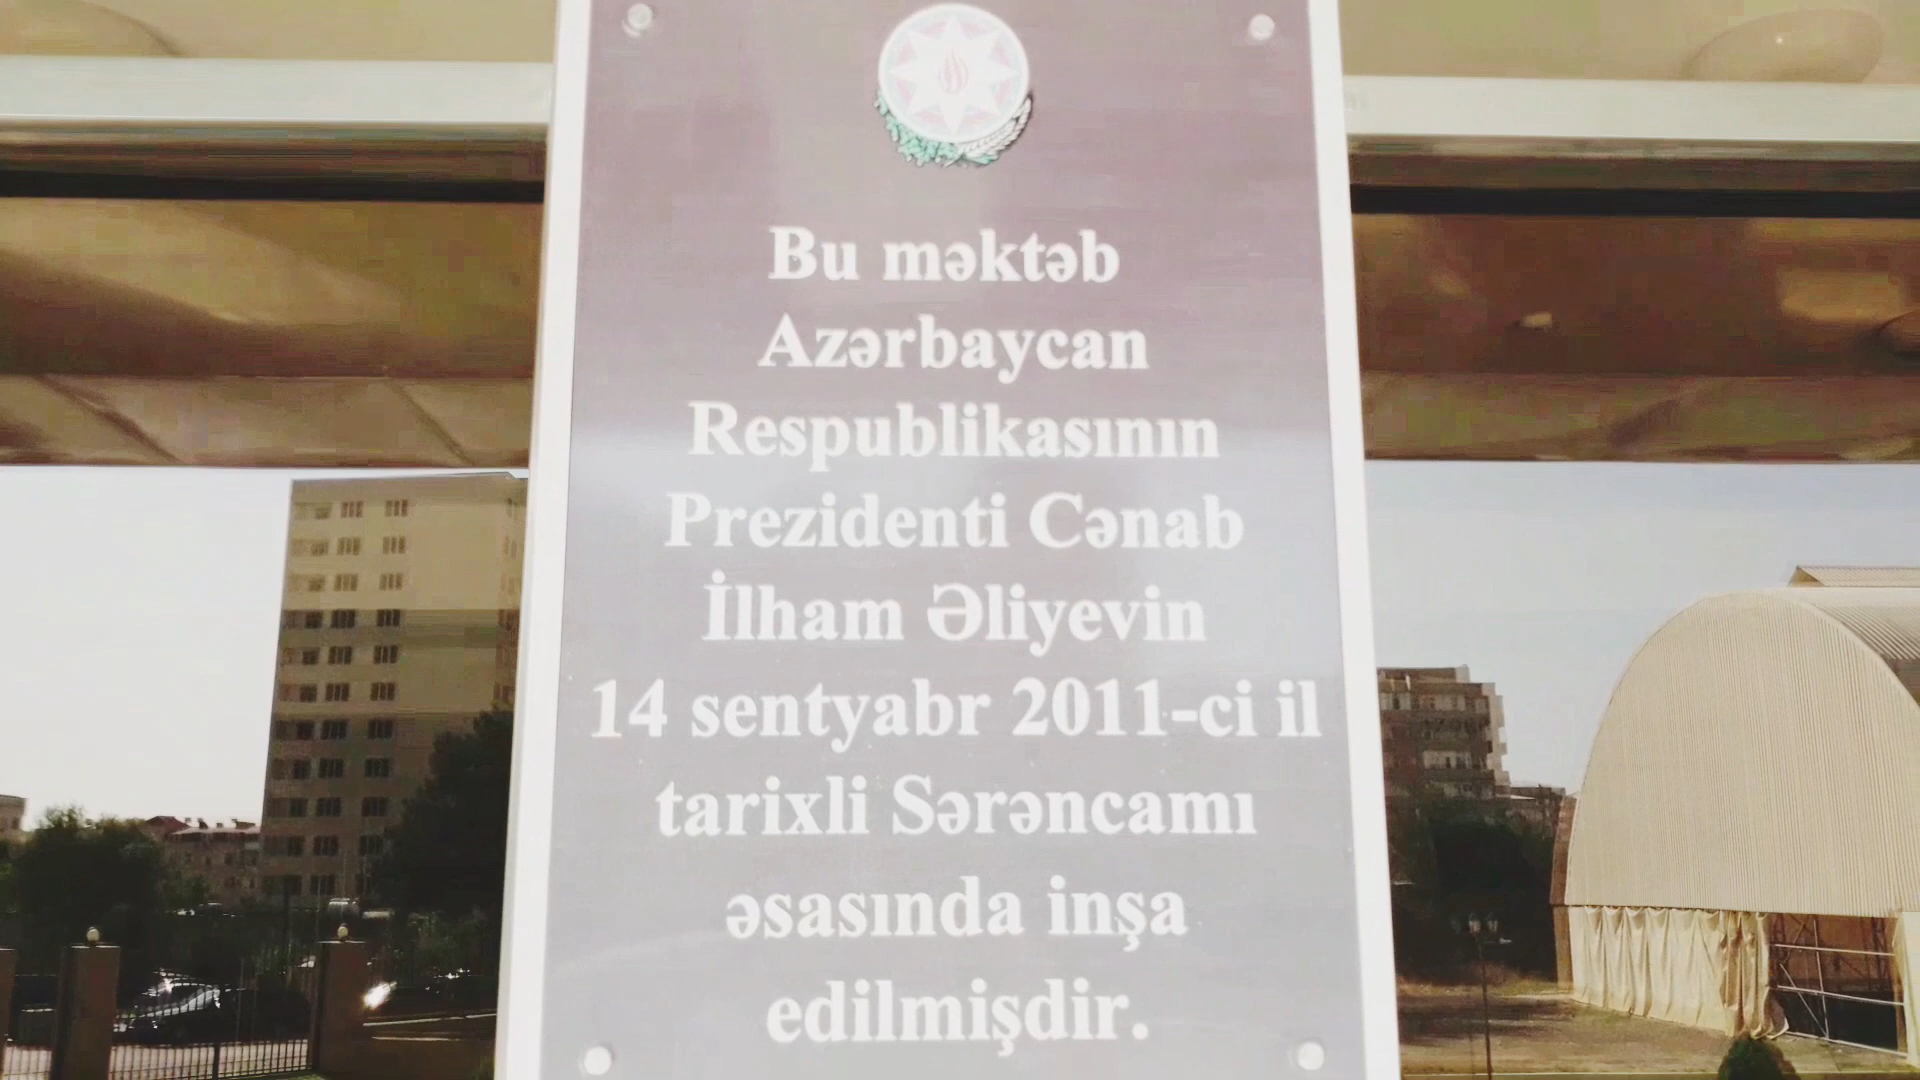 Bu məktəb
Azərbaycan
Respublikasının
Prezidenti Cənab
İlham Əliyevin
14 sentyabr 2011-ci il
tarixli Sərəncamı
əsasında inşa
edilmişdir.